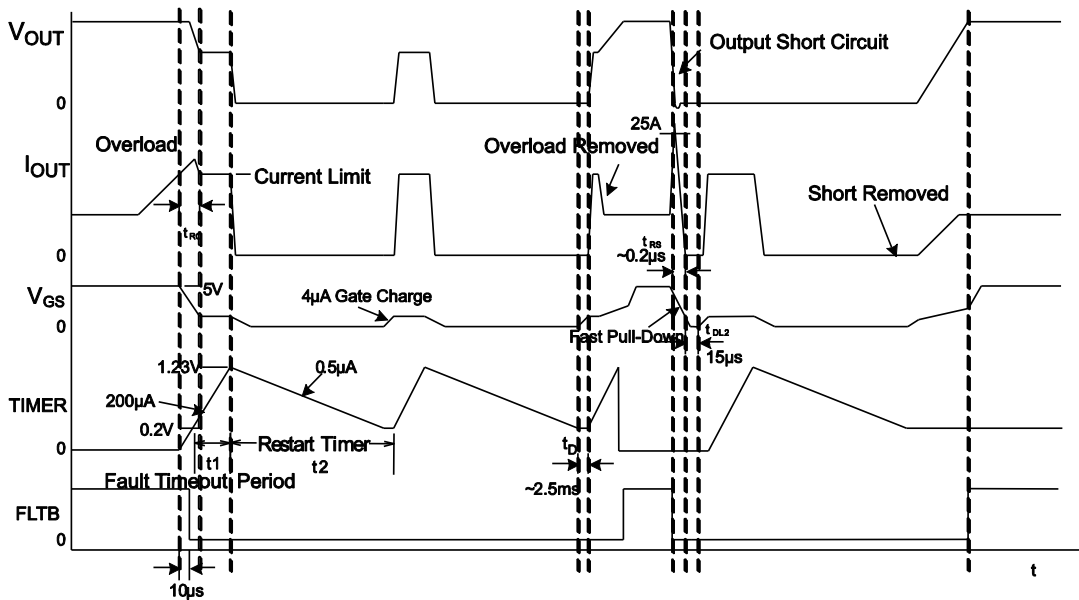 VOUT
Output Short Circuit
0
25A
Overload
Overload Removed
IOUT
Current Limit
Short Removed
tRC
tRS
0
~0.2µs
VGS
5V
4µA Gate Charge
0
Fast Pull-Down
tDL2
15µs
1.23V
0.5µA
TIMER
200µA
0.2V
0
Restart Timer
tD
t1
t2
Fault Timeout Period
~2.5ms
FLTB
0
t
10µs